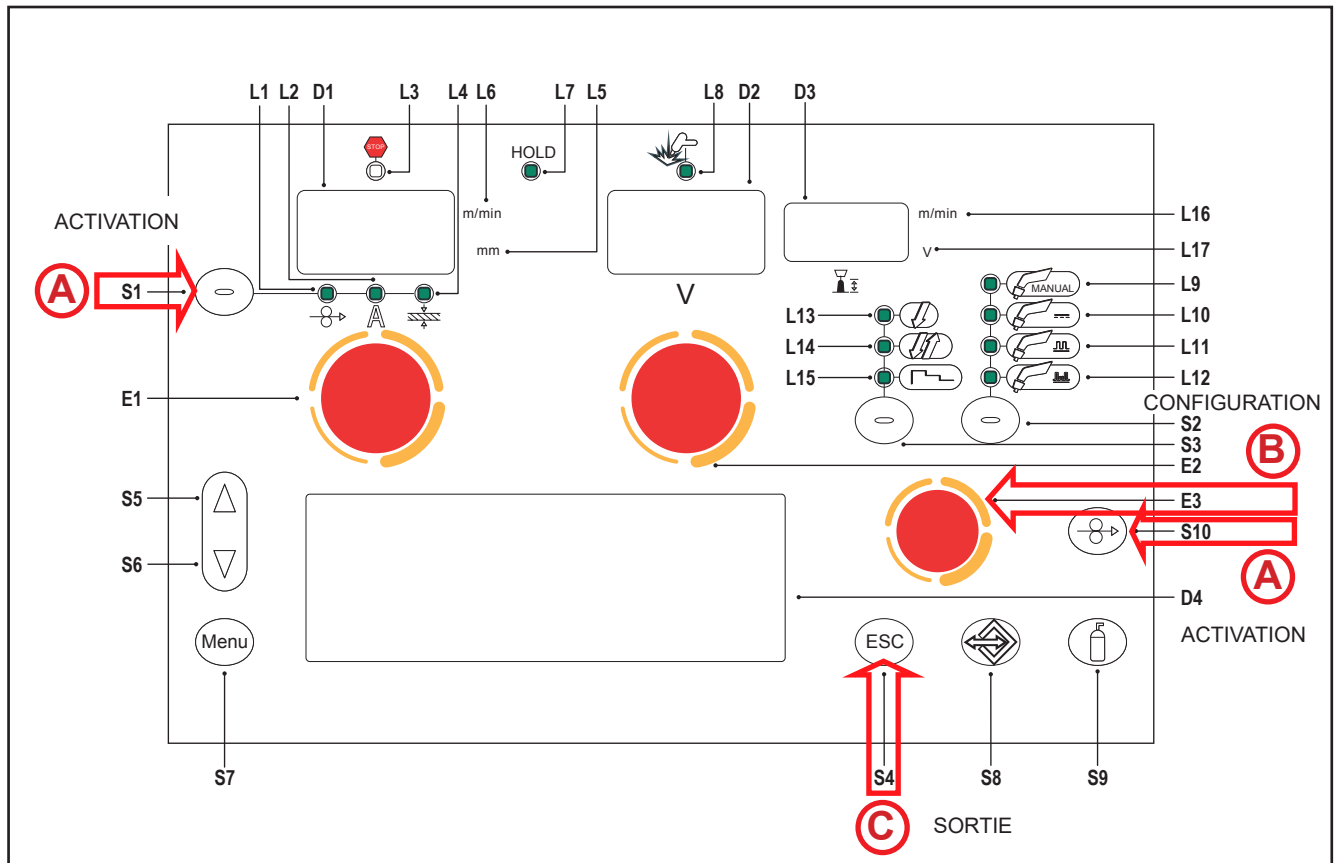 L1 L2 D1 L3 L4 L6 L7 L5 L8 D2 D3
STOP
HOLD
ACTIVATION
m/min
m/min
L16
mm
V
L17
A S1
A
V
MANUAL
L9
L13
L10
L14
L11
L15
L12
E1
CONFIGURATION
S2
S3
B
E2
S5
E3
S10
S6
A
D4
Menu
ESC
ACTIVATION
S7
S4
S8
S9
C SORTIE